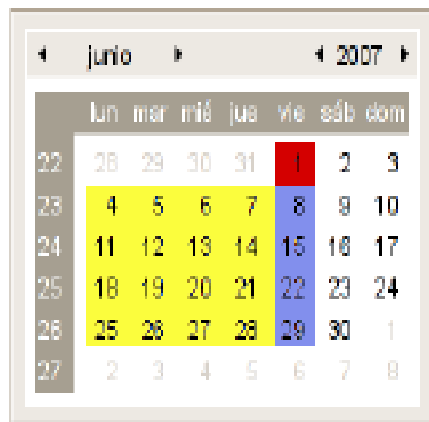 junio 2007
lun mar mié jue vie sáb dom
22 28 29 30 31 1 2 3
23 4 5 6 7 8 9 10
24 11 12 13 14 15 16 17
25 18 19 20 21 22 23 24
26 25 26 27 28 29 30 1
27 2 3 4 5 6 7 8